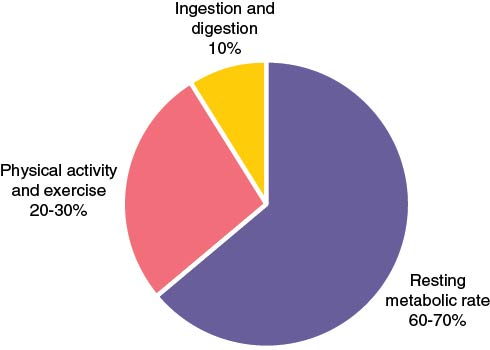 Ingestion and
digestion
10%
Physical activity
and exercise
20-30%
Resting
metabolic rate
60-70%